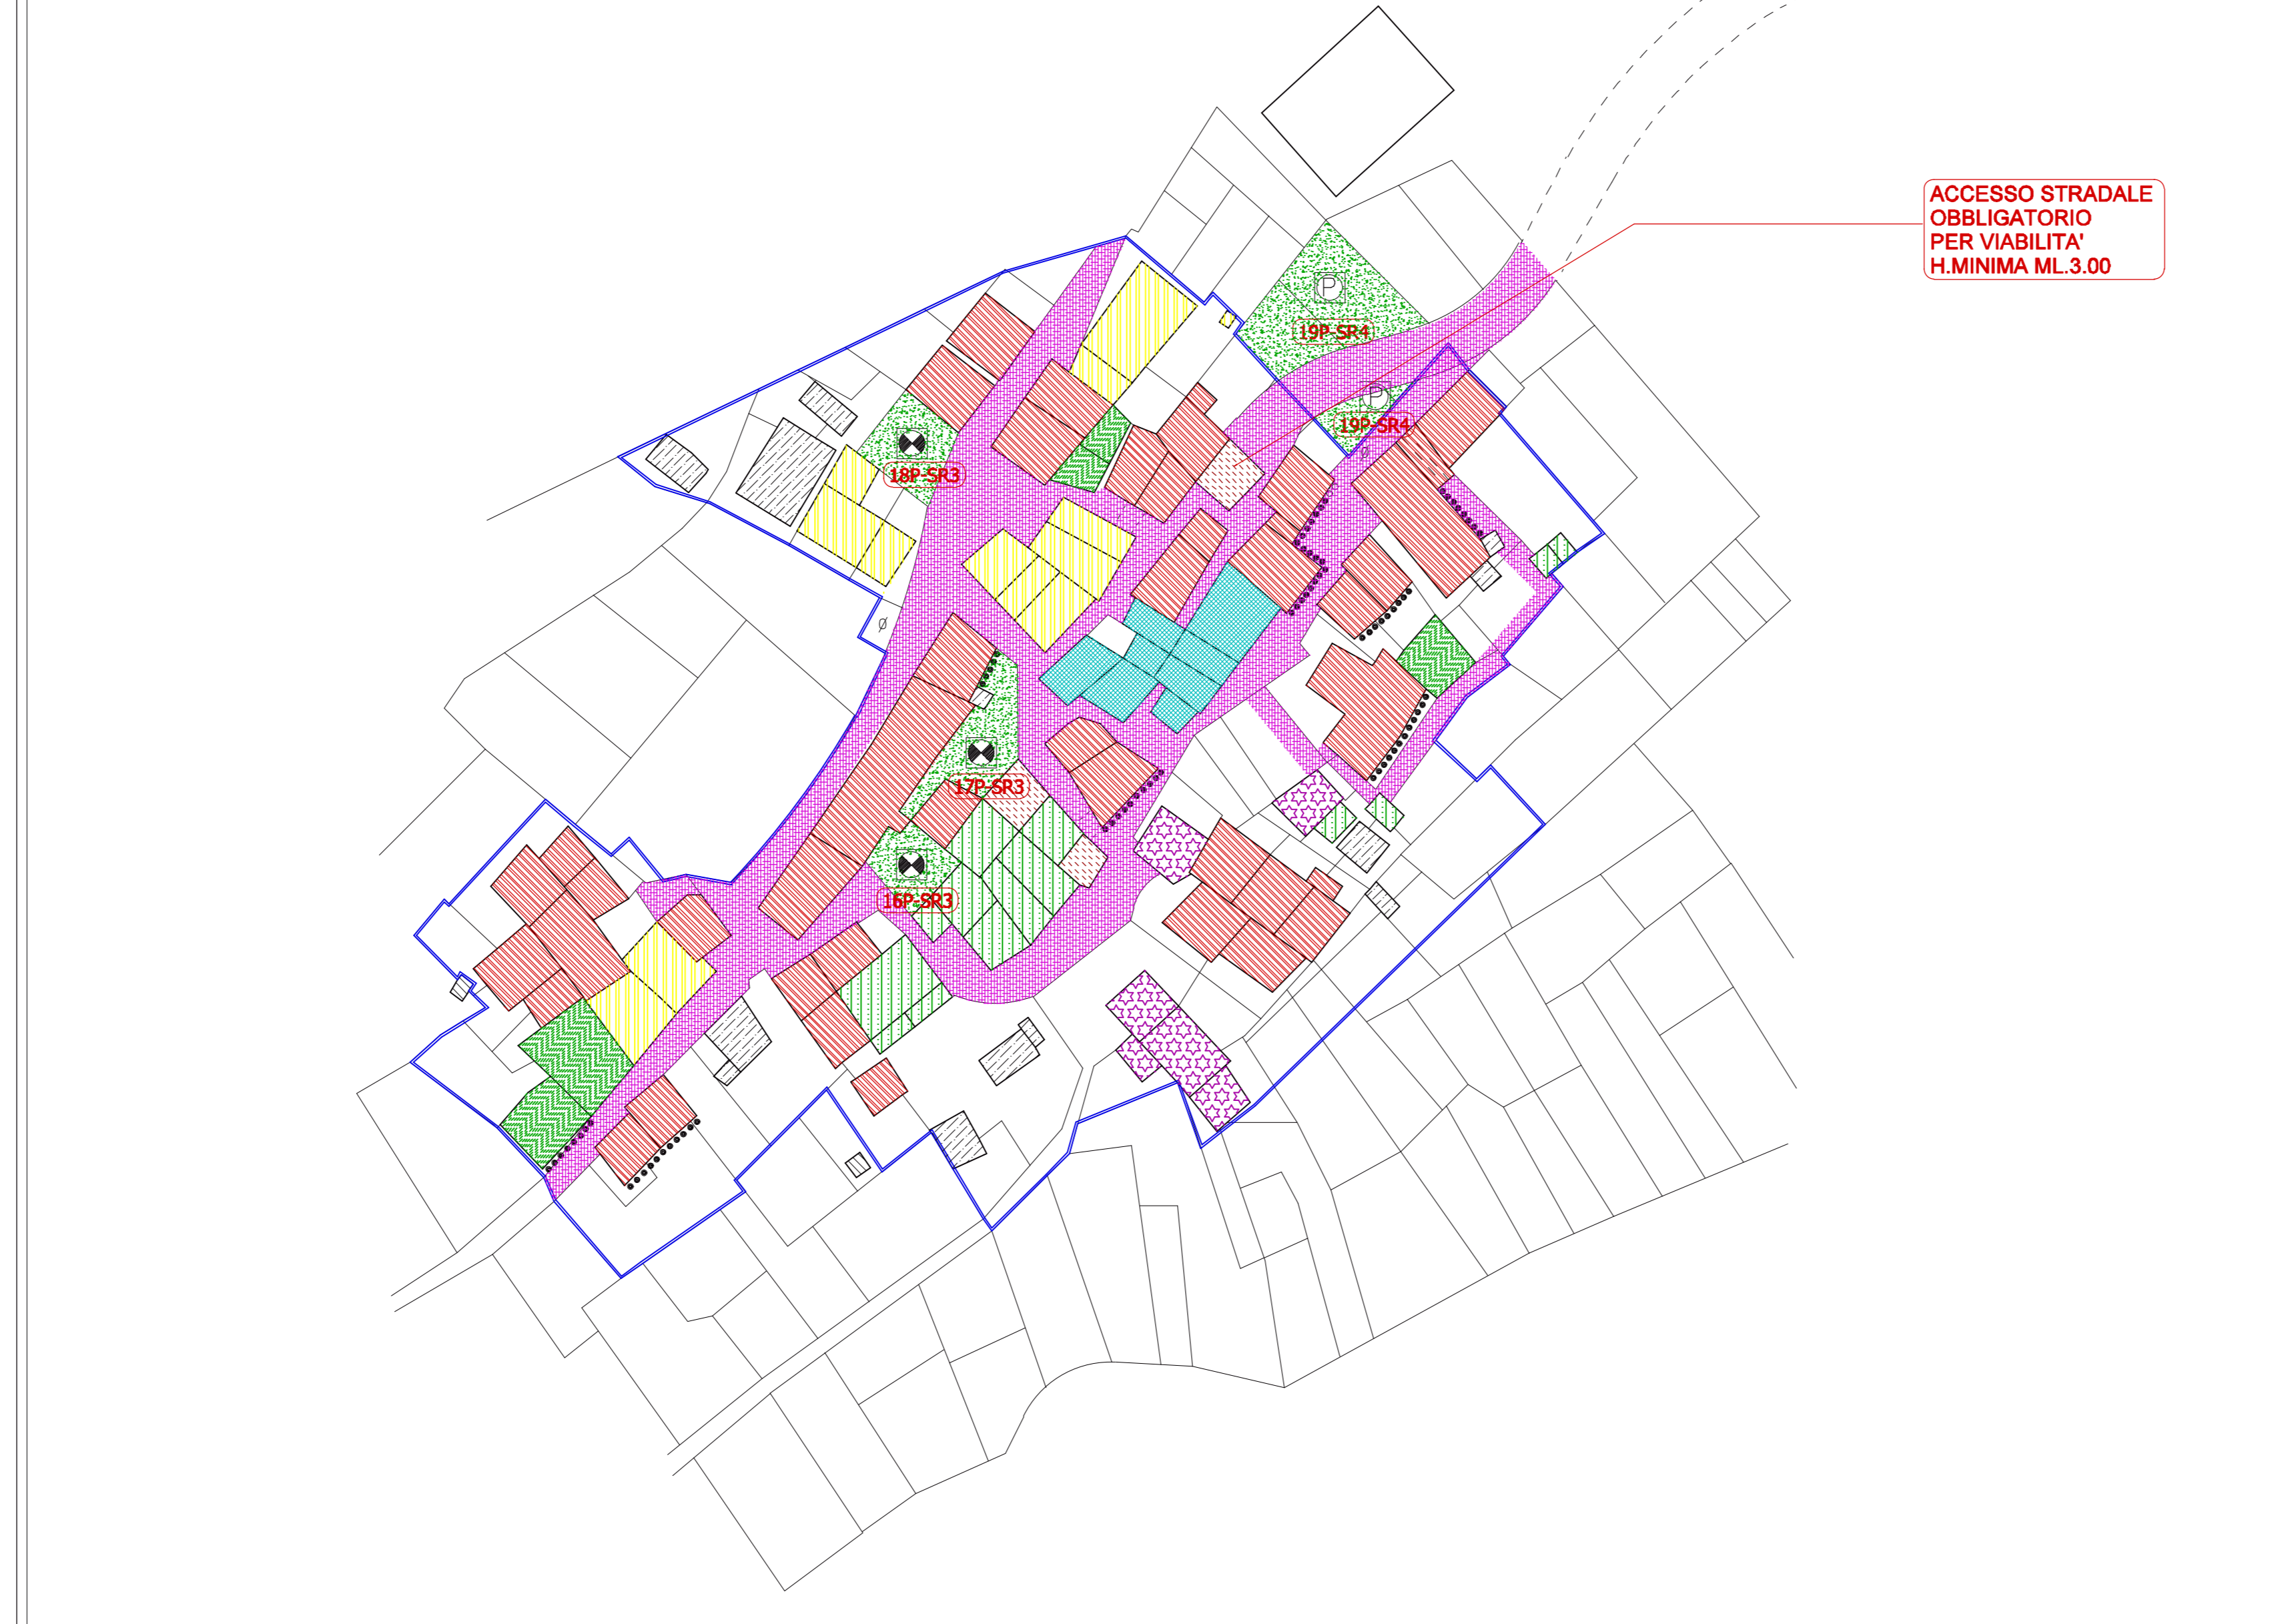 ACCESSO STRADALE
OBBLIGATORIO
PER VIABILITA'
H.MINIMA ML.3.00
P
19P-SR4
P
19P-SR4
18P-SR3
17P-SR3
16P-SR3